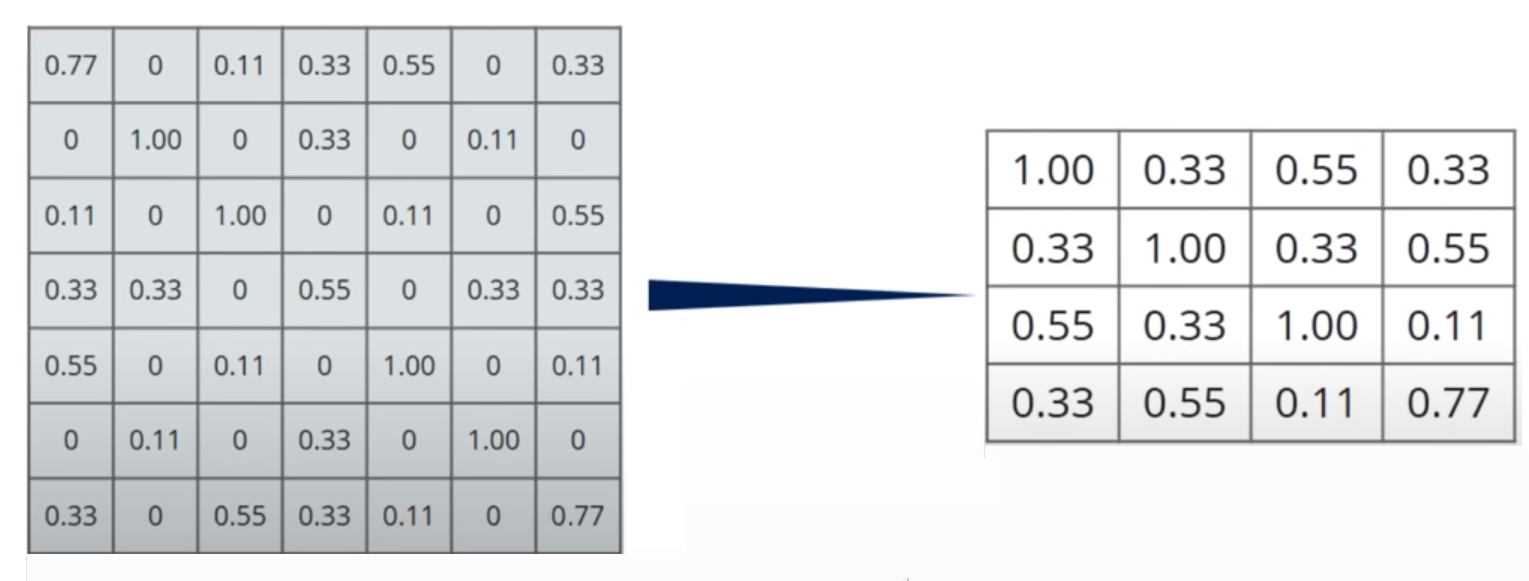 0.77 0 0.11 0.33 0.55 0 0.33
0 1.00 0 0.33 0 0.11 0
0.11 0 1.00 0 0.11 0 0.55
0.33 0.33 0 0.55 0 0.33 0.33
0.55 0 0.11 0 1.00 0 0.11
0 0.11 0 0.33 0 1.00 0
0.33 0 0.55 0.33 0.11 0 0.77
1.00 0.33 0.55 0.33
0.33 1.00 0.33 0.55
0.55 0.33 1.00 0.11
0.33 0.55 0.11 0.77